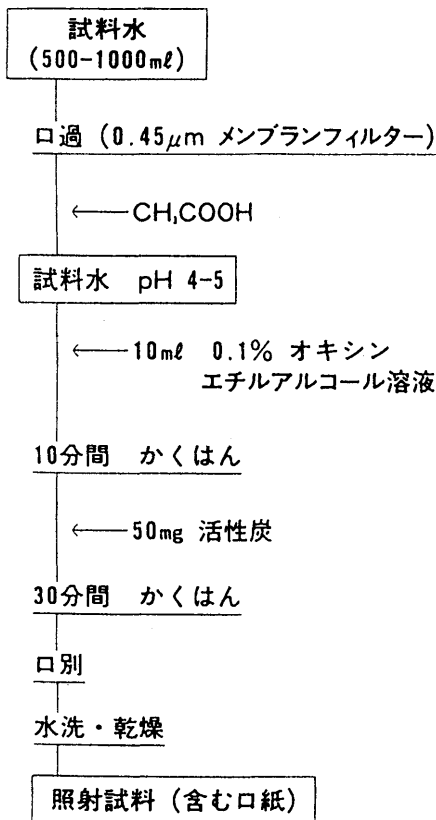 試料水
(500-1000mℓ)
口過 (0.45μm メンブランフィルター)
CH₃COOH
試料水 pH 4-5
10mℓ 0.1% オキシン
エチルアルコール溶液
10分間 かくはん
50mg 活性炭
30分間 かくはん
口別
水洗・乾燥
照射試料 (含む口紙)